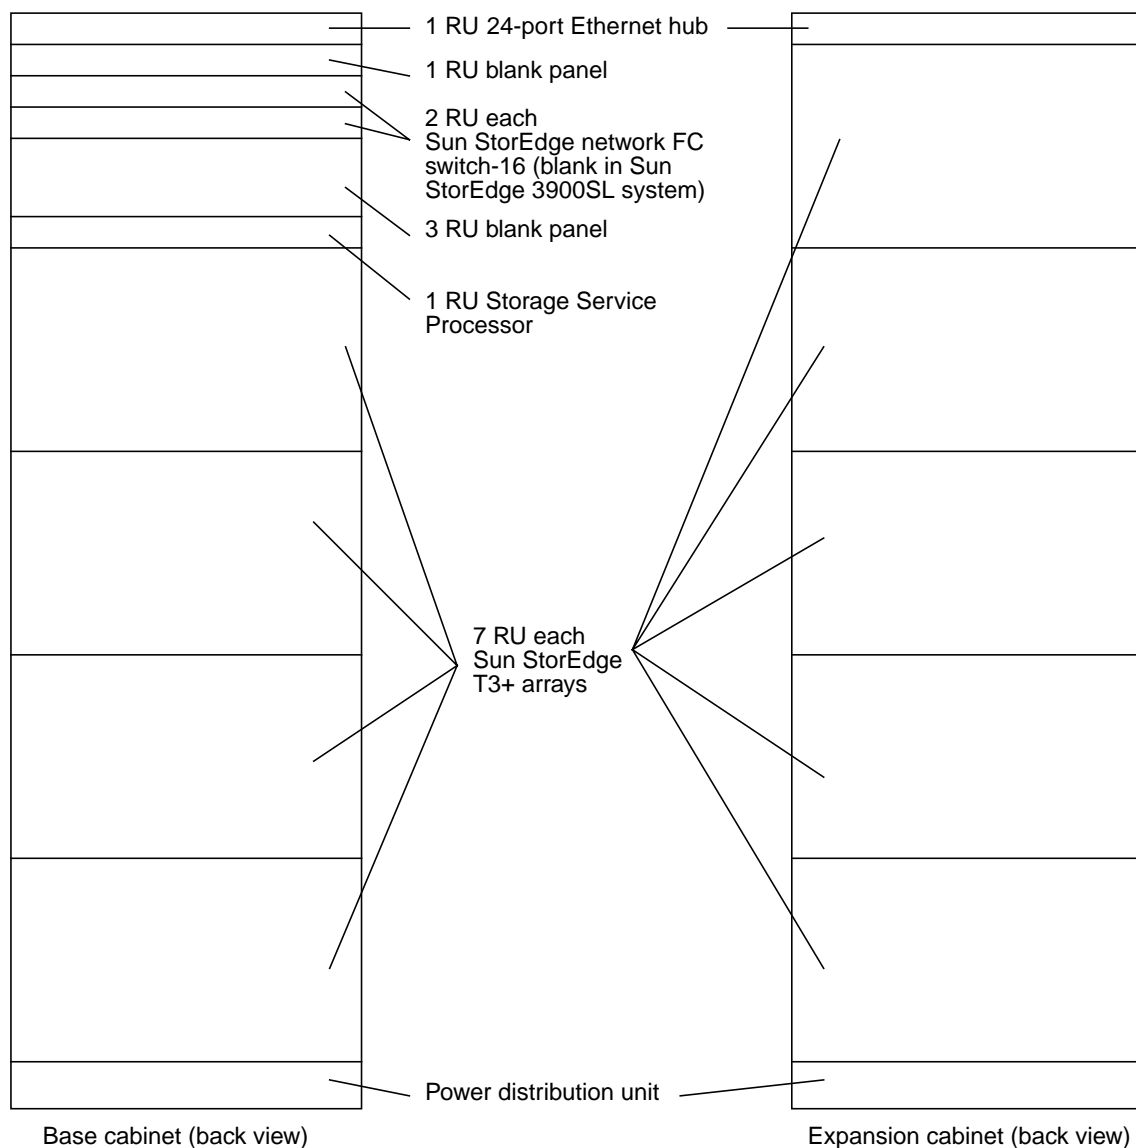 1 RU 24-port Ethernet hub
1 RU blank panel
2 RU each
Sun StorEdge network FC
switch-16 (blank in Sun
StorEdge 3900SL system)
3 RU blank panel
1 RU Storage Service
Processor
7 RU each
Sun StorEdge
T3+ arrays
Power distribution unit
Base cabinet (back view)
Expansion cabinet (back view)